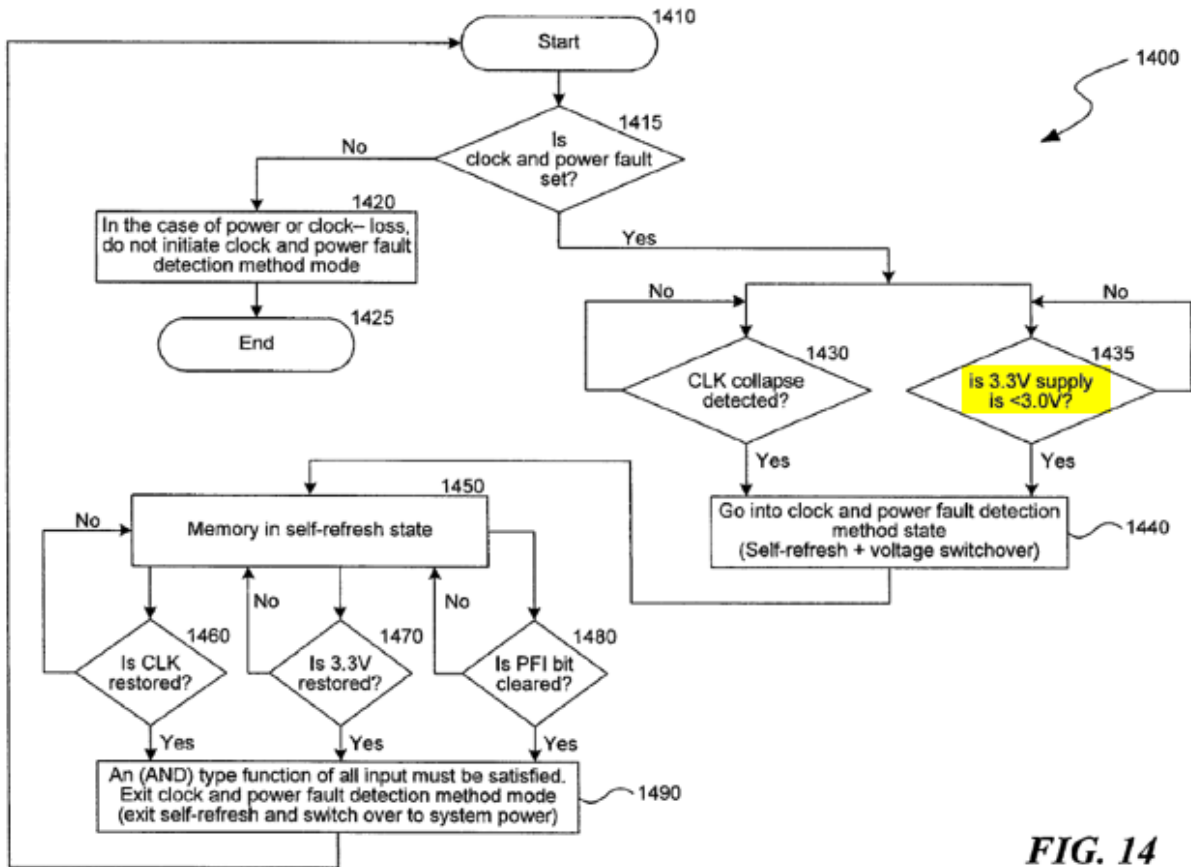 1410
Start
1400
1415
Is
clock and power fault
set?
No
Yes
1420
In the case of power or clock– loss,
do not initiate clock and power fault
detection method mode
1425
End
No
No
1430
CLK collapse
detected?
1435
is 3.3V supply
is <3.0V?
Yes
Yes
Go into clock and power fault detection
method state
(Self-refresh + voltage switchover)
1440
1450
Memory in self-refresh state
No
No
No
1460
Is CLK
restored?
1470
Is 3.3V
restored?
1480
Is PFI bit
cleared?
Yes
Yes
Yes
An (AND) type function of all input must be satisfied.
Exit clock and power fault detection method mode
(exit self-refresh and switch over to system power)
1490
FIG. 14